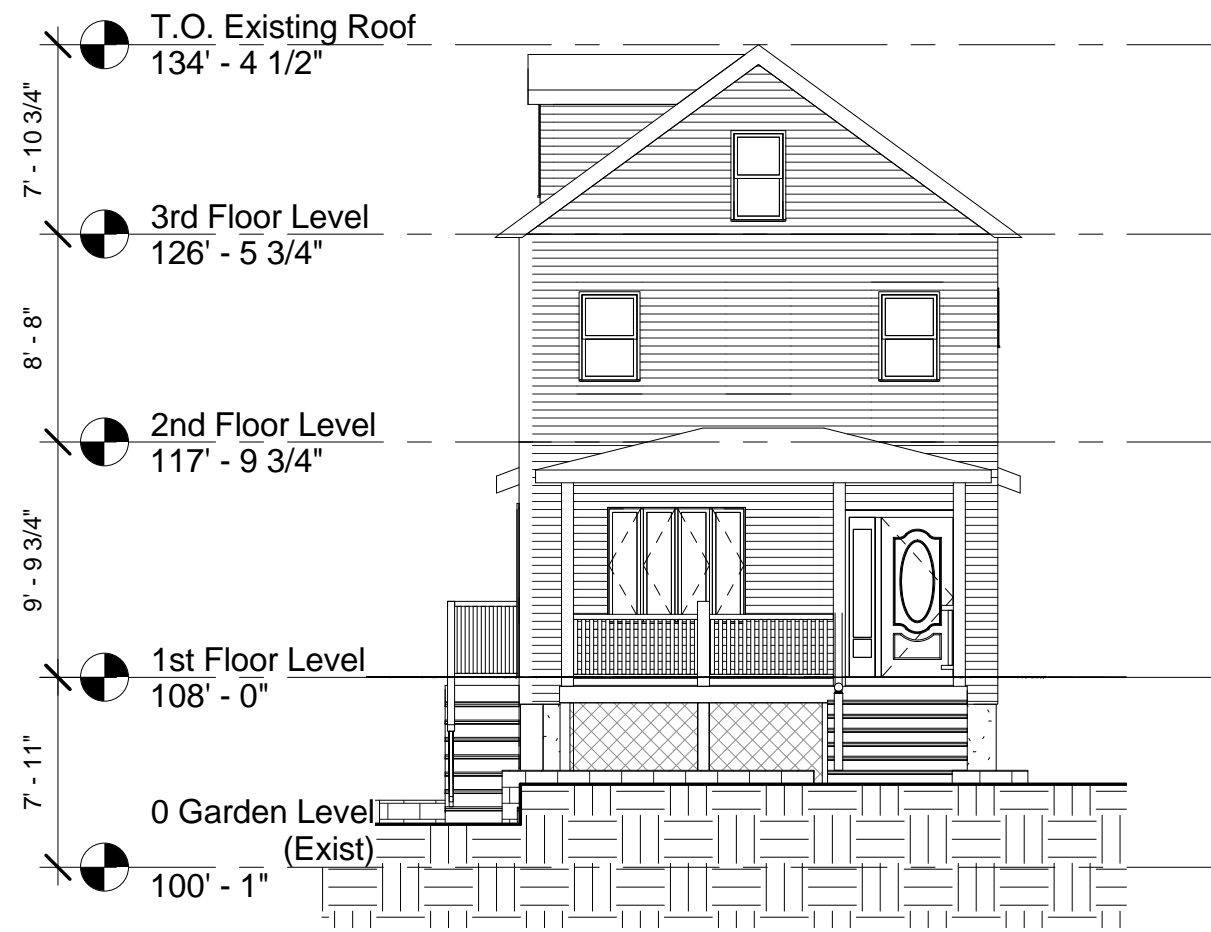 T.O. Existing Roof
134' - 4 1/2"
7' - 10 3/4"
3rd Floor Level
126' - 5 3/4"
8' - 8"
2nd Floor Level
117' - 9 3/4"
9' - 9 3/4"
1st Floor Level
108' - 0"
7' - 11"
0 Garden Level
(Exist)
100' - 1"